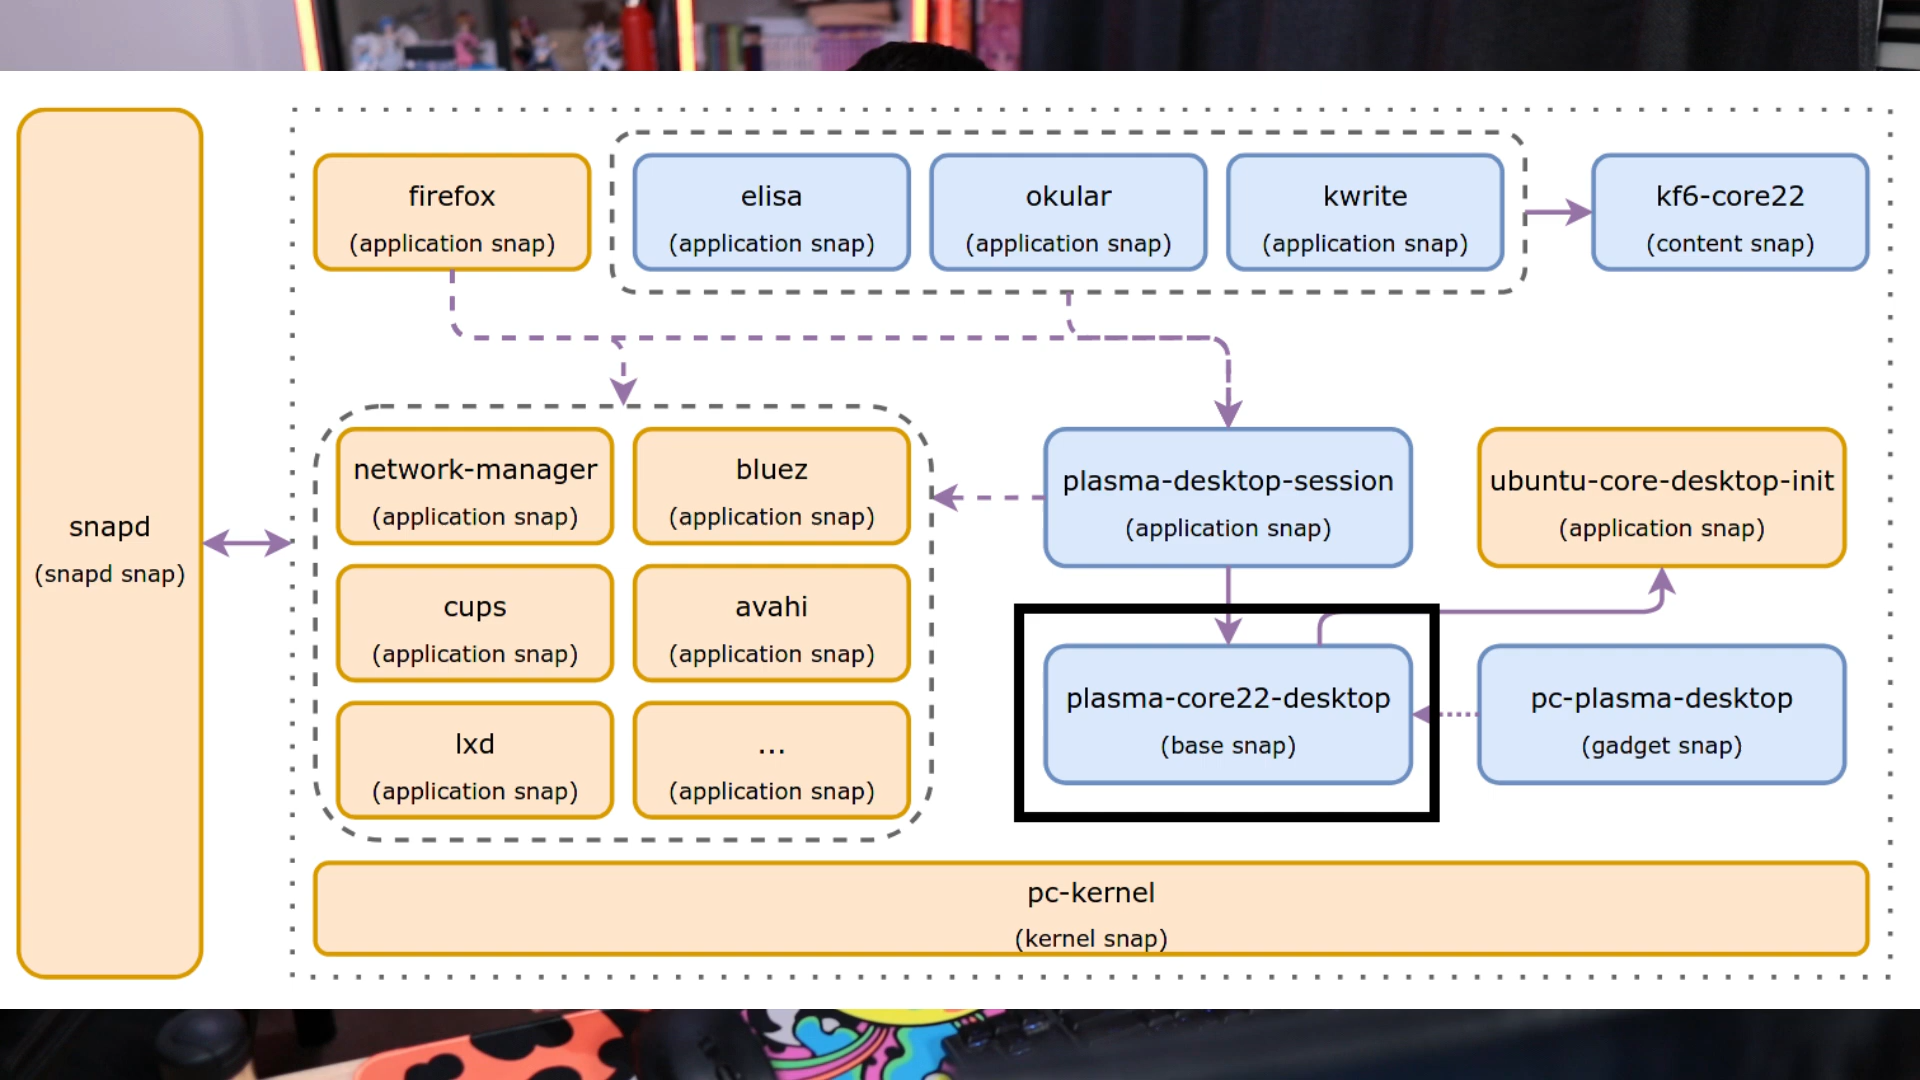 snapd
(snapd snap)
firefox
(application snap)
elisa
(application snap)
okular
(application snap)
kwrite
(application snap)
kf6-core22
(content snap)
network-manager
(application snap)
bluez
(application snap)
cups
(application snap)
avahi
(application snap)
lxd
(application snap)
...
(application snap)
plasma-desktop-session
(application snap)
ubuntu-core-desktop-init
(application snap)
plasma-core22-desktop
(base snap)
pc-plasma-desktop
(gadget snap)
pc-kernel
(kernel snap)